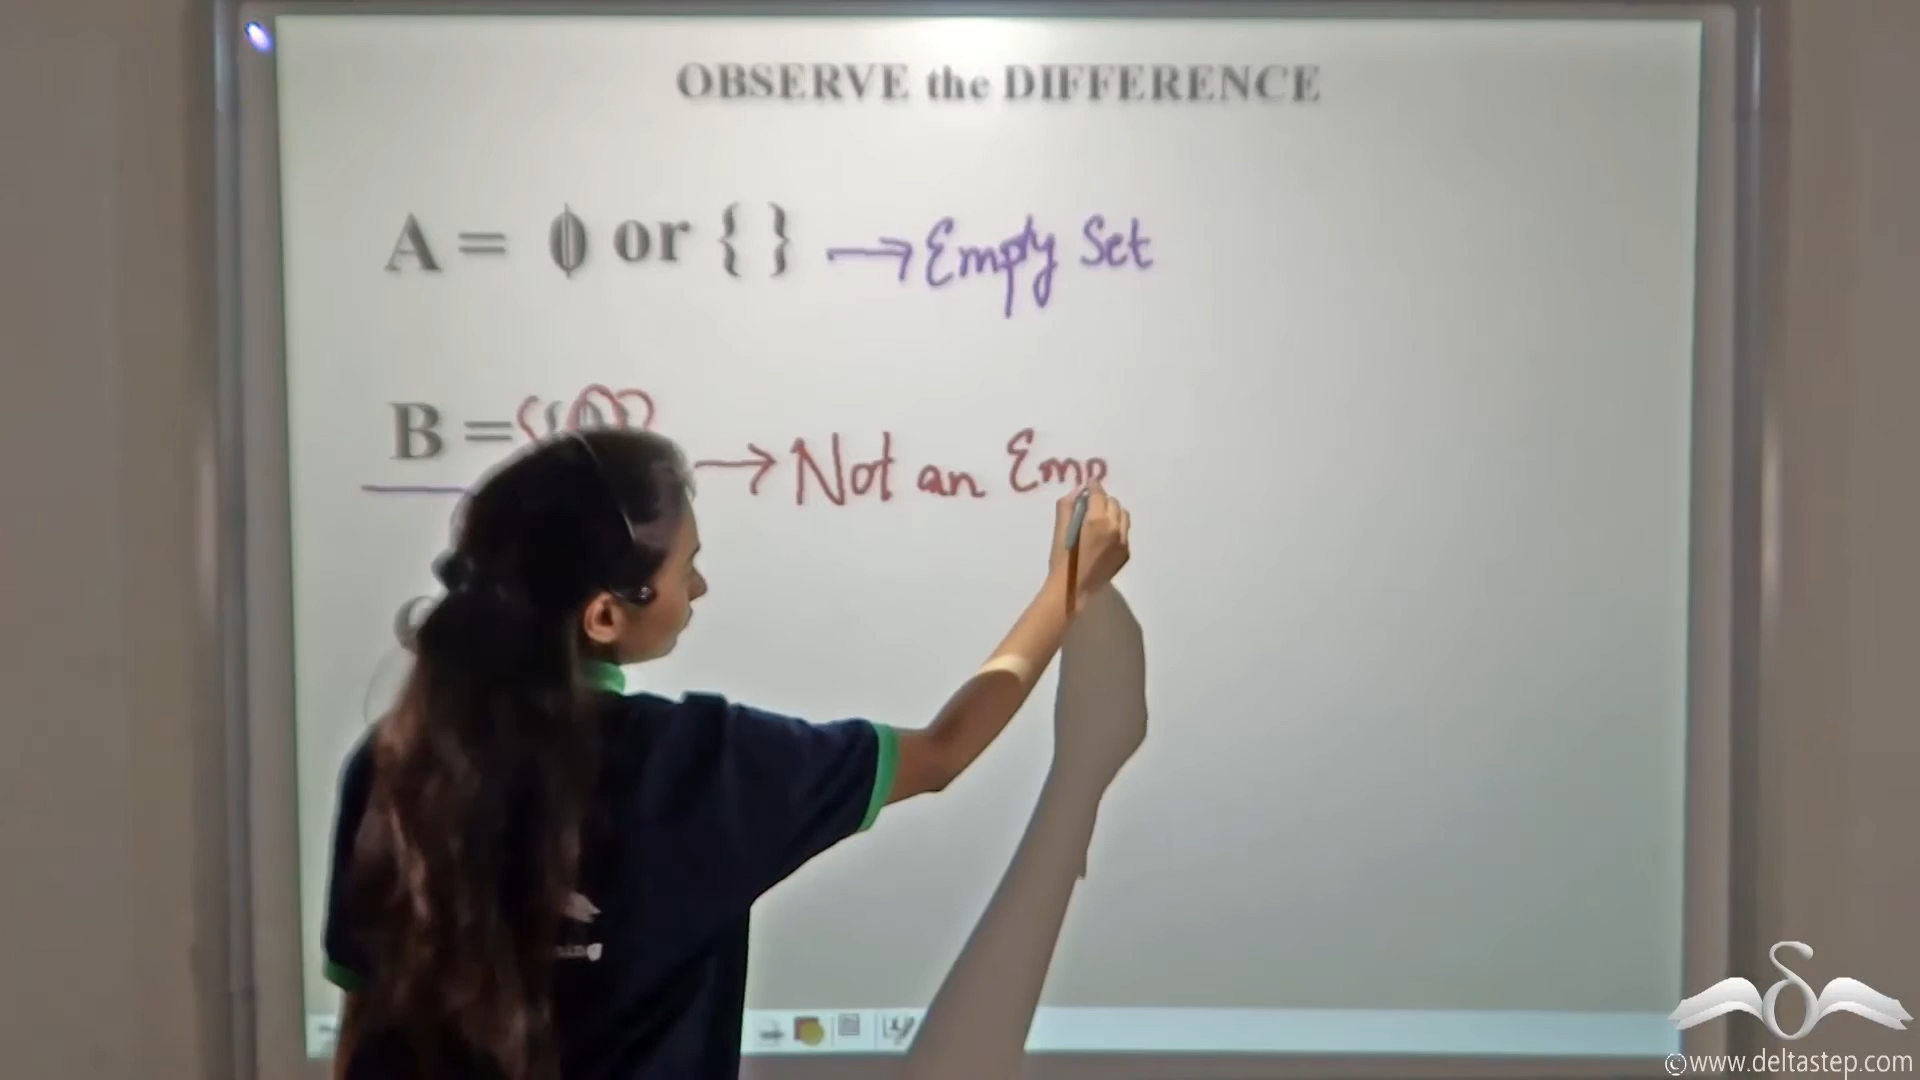 OBSERVE the DIFFERENCE
A = ϕ or { } → Empty Set
B = → Not an Emp
©www.deltastep.com